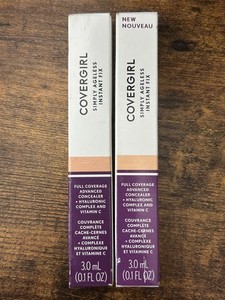 COVERGIRL
SIMPLY AGELESS
INSTANT FIX
FULL COVERAGE
ADVANCED
CONCEALER
+ HYALURONIC
COMPLEX AND
VITAMIN C
COUVRANCE
COMPLÈTE
CACHE-CERNES
AVANCÉ
+ COMPLEXE
HYALURONIQUE
ET VITAMINE C
3.0 mL
(0.1 FL OZ)
NEW
NOUVEAU
COVERGIRL
SIMPLY AGELESS
INSTANT FIX
FULL COVERAGE
ADVANCED
CONCEALER
+ HYALURONIC
COMPLEX AND
VITAMIN C
COUVRANCE
COMPLÈTE
CACHE-CERNES
AVANCÉ
+ COMPLEXE
HYALURONIQUE
ET VITAMINE C
3.0 mL
(0.1 FL OZ)